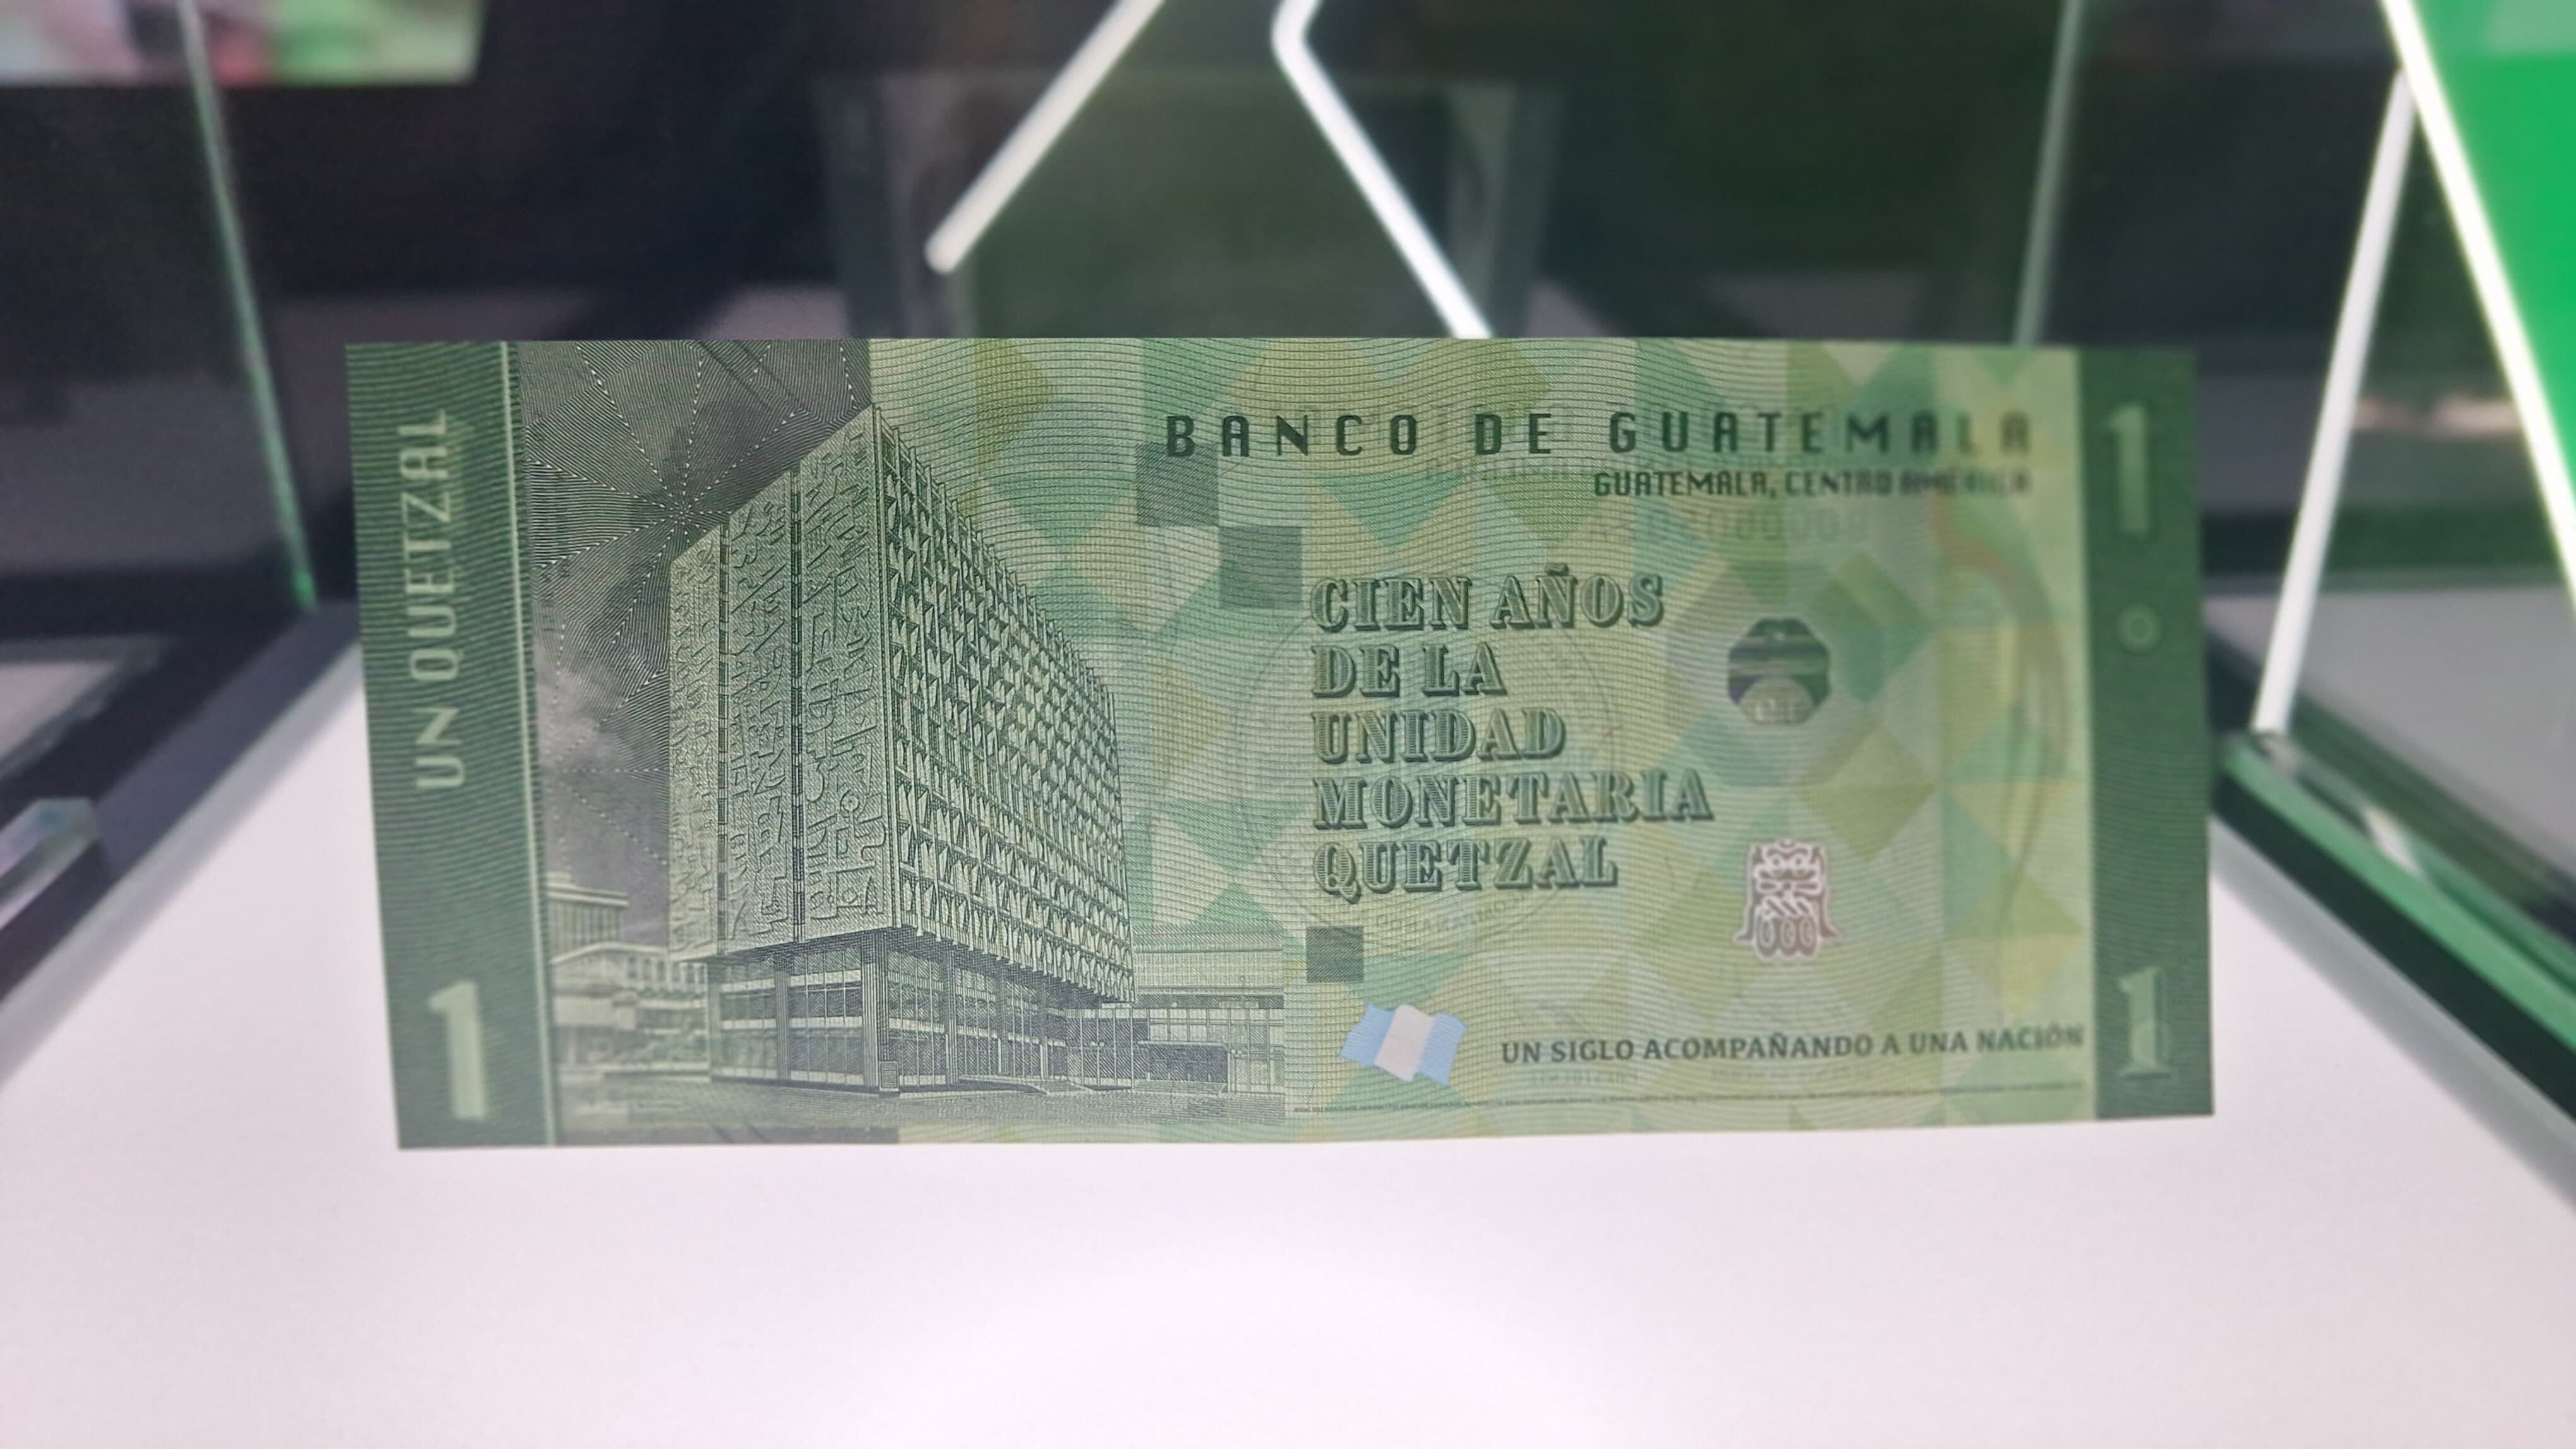 UN QUETZAL
1
BANCO DE GUATEMALA
GUATEMALA, CENTRO AMÉRICA
CIEN AÑOS
DE LA
UNIDAD
MONETARIA
QUETZAL
UN SIGLO ACOMPAÑANDO A UNA NACIÓN
1
1